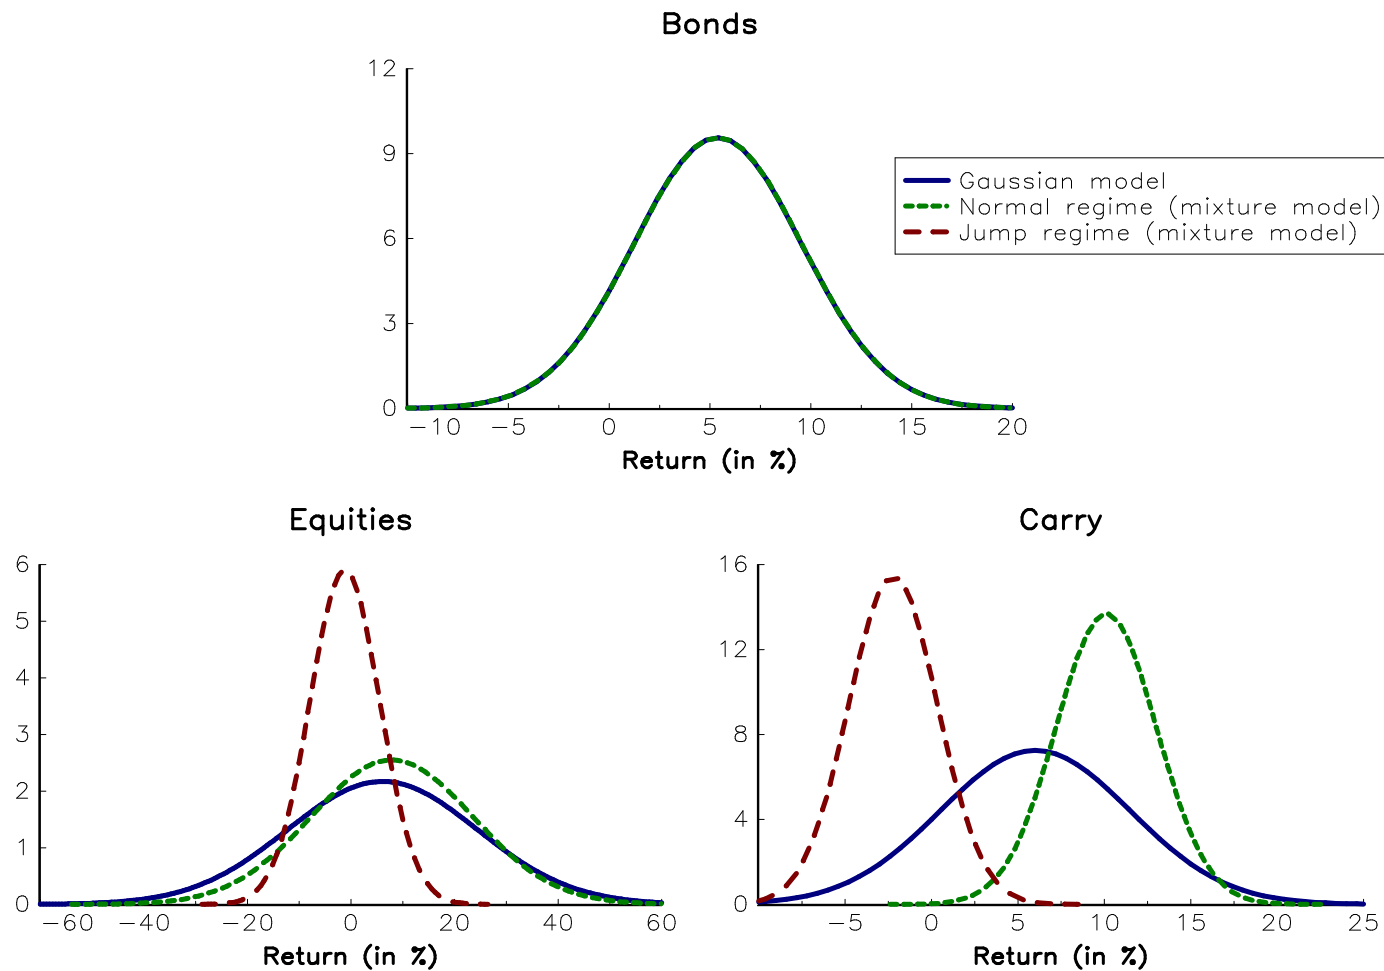 Bonds
12
9
6
3
0
−10 −5 0 5 10 15 20
Return (in %)
Gaussian model
Normal regime (mixture model)
Jump regime (mixture model)
Equities
6
5
4
3
2
1
0
−60 −40 −20 0 20 40 60
Return (in %)
Carry
16
12
8
4
0
−5 0 5 10 15 20 25
Return (in %)